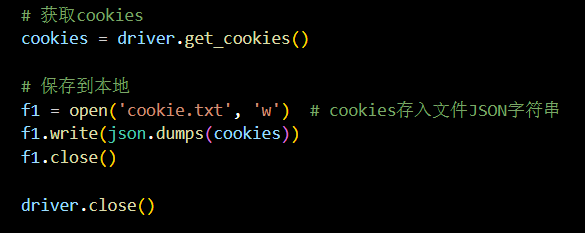 # 获取cookies
cookies = driver.get_cookies()
# 保存到本地
f1 = open('cookie.txt', 'w')  # cookies存入文件JSON字符串
f1.write(json.dumps(cookies))
f1.close()
driver.close()